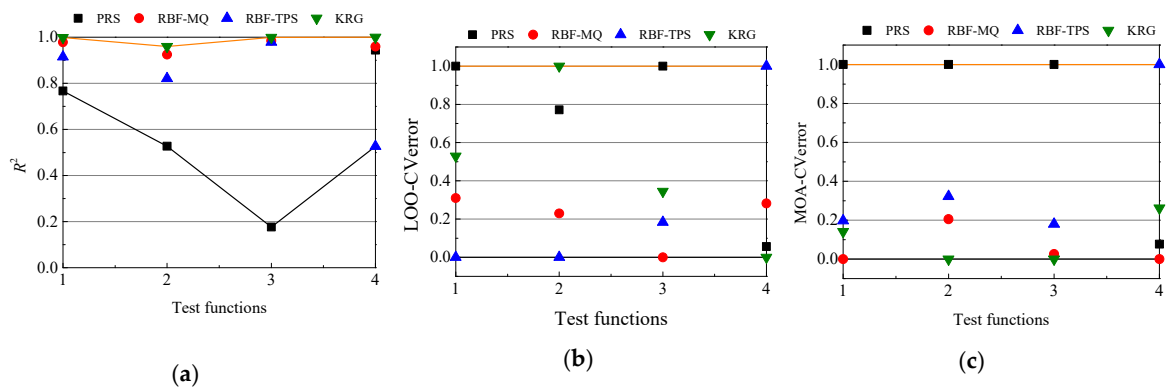 PRS RBF-MQ RBF-TPS KRG
1.0
0.8
0.6
0.4
0.2
0.0
R²
1 2 3 4
Test functions
(a)
PRS RBF-MQ RBF-TPS KRG
1.0
0.8
0.6
0.4
0.2
0.0
LOO-CVerror
1 2 3 4
Test functions
(b)
PRS RBF-MQ RBF-TPS KRG
1.0
0.8
0.6
0.4
0.2
0.0
MOA-CVerror
1 2 3 4
Test functions
(c)